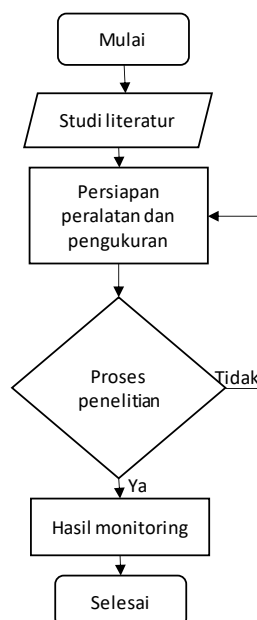 Mulai
Studi literatur
Persiapan
peralatan dan
pengukuran
Proses
penelitian
Tidak
Ya
Hasil monitoring
Selesai